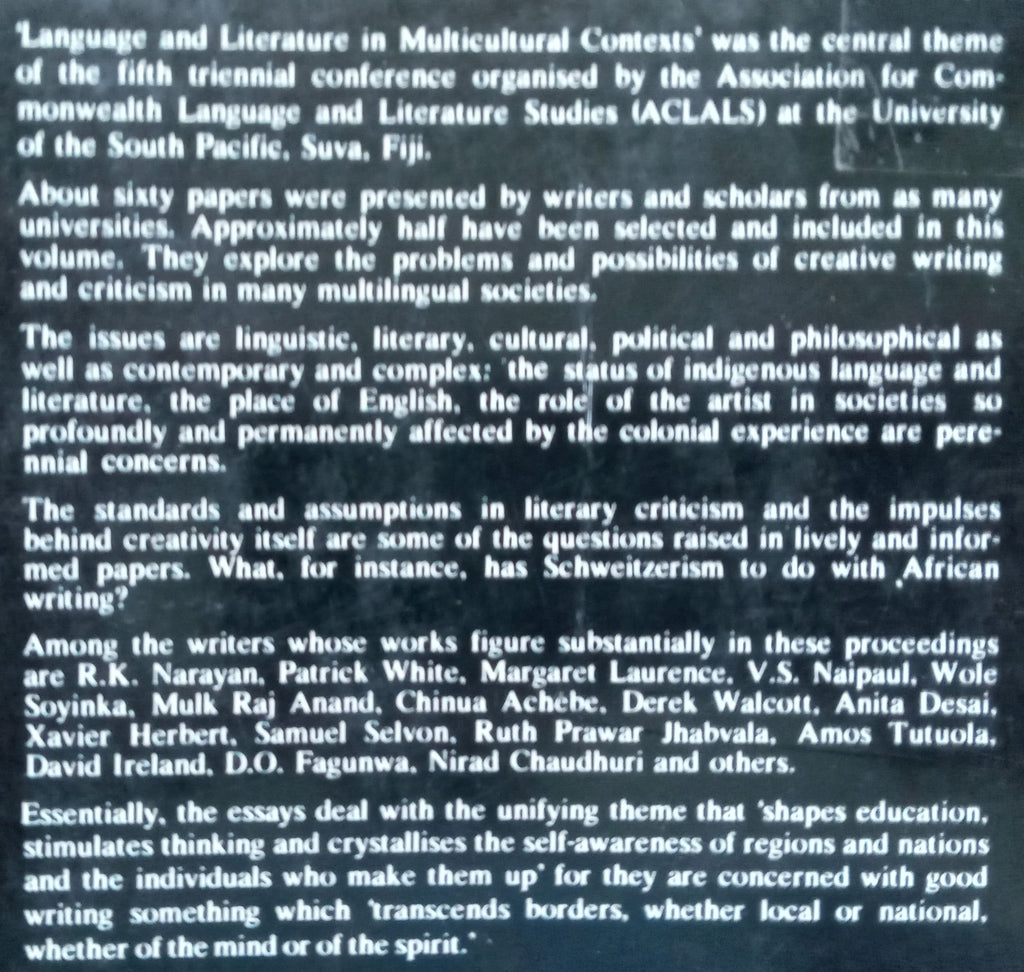 'Language and Literature in Multicultural Contexts' was the central theme
of the fifth triennial conference organised by the Association for Com-
monwealth Language and Literature Studies (ACLALS) at the University
of the South Pacific, Suva, Fiji.
About sixty papers were presented by writers and scholars from as many
universities. Approximately half have been selected and included in this
volume. They explore the problems and possibilities of creative writing
and criticism in many multilingual societies.
The issues are linguistic, literary, cultural, political and philosophical as
well as contemporary and complex: the status of indigenous language and
literature, the place of English, the role of the artist in societies so
profoundly and permanently affected by the colonial experience are pere-
nnial concerns.
The standards and assumptions in literary criticism and the impulses
behind creativity itself are some of the questions raised in lively and infor-
med papers. What, for instance, has Schweitzerism to do with African
writing?
Among the writers whose works figure substantially in these proceedings
are R.K. Narayan, Patrick White, Margaret Laurence, V.S. Naipaul, Wole
Soyinka, Mulk Raj Anand, Chinua Achebe, Derek Walcott, Anita Desai,
Xavier Herbert, Samuel Selvon, Ruth Prawar Jhabvala, Amos Tutuola,
David Ireland, D.O. Fagunwa, Nirad Chaudhuri and others.
Essentially, the essays deal with the unifying theme that 'shapes education,
stimulates thinking and crystallises the self-awareness of regions and nations
and the individuals who make them up' for they are concerned with good
writing something which 'transcends borders, whether local or national,
whether of the mind or of the spirit.'